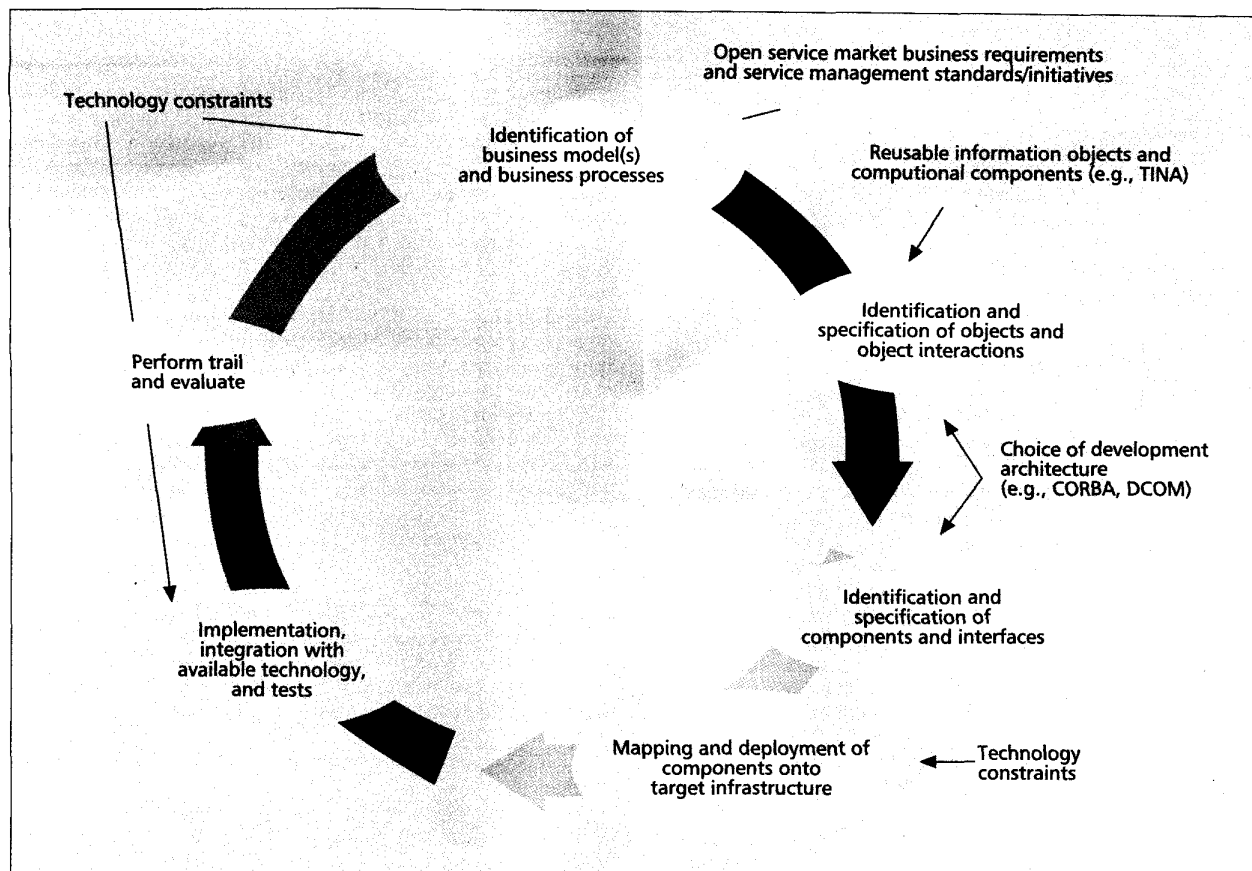 Open service market business requirements
and service management standards/initiatives
Technology constraints
Identification of
business model(s)
and business processes
Reusable information objects and
computional components (e.g., TINA)
Identification and
specification of objects and
object interactions
Perform trail
and evaluate
Choice of development
architecture
(e.g., CORBA, DCOM)
Identification and
specification of
components and interfaces
Implementation,
integration with
available technology,
and tests
Mapping and deployment of
components onto
target infrastructure
Technology
constraints